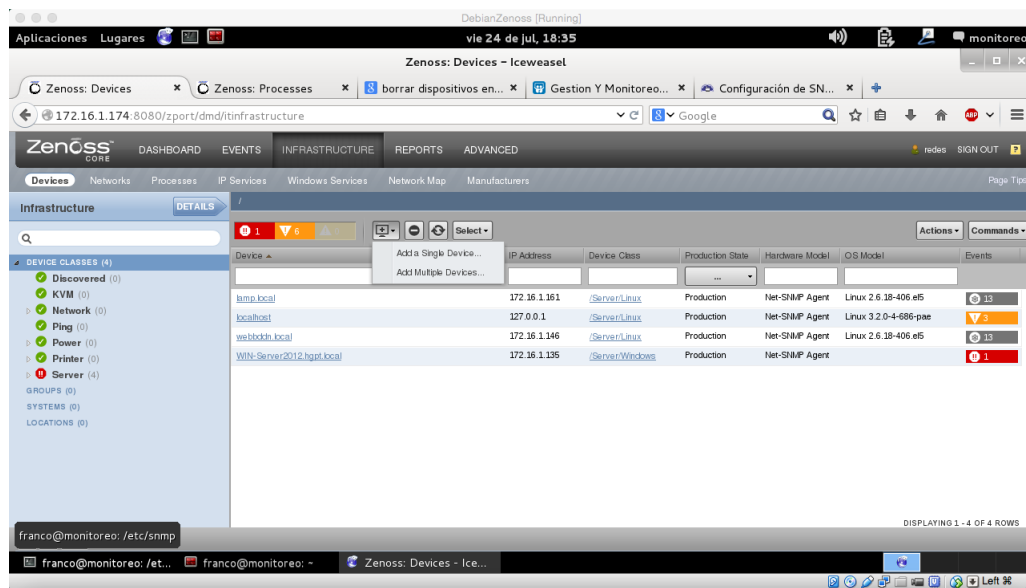 DebianZenoss [Running]
Aplicaciones Lugares vie 24 de jul, 18:35 monitoreo
Zenoss: Devices – Iceweasel
Zenoss: Devices × Zenoss: Processes × borrar dispositivos en... × Gestion Y Monitoreo... × Configuración de SN... ×
172.16.1.174:8080/zport/dmd/itinfrastructure Google
Zenoss CORE DASHBOARD EVENTS INFRASTRUCTURE REPORTS ADVANCED redes SIGN OUT ?
Devices Networks Processes IP Services Windows Services Network Map Manufacturers Page Tips
Infrastructure DETAILS /
1 6 Select Actions Commands
Add a Single Device...
Add Multiple Devices...
Device IP Address Device Class Production State Hardware Model OS Model Events
...
DEVICE CLASSES (4)
Discovered (0)
KVM (0)
Network (0)
Ping (0)
Power (0)
Printer (0)
Server (4)
GROUPS (0)
SYSTEMS (0)
LOCATIONS (0)
lamp.local 172.16.1.161 /Server/Linux Production Net-SNMP Agent Linux 2.6.18-406.el5 13
localhost 127.0.0.1 /Server/Linux Production Net-SNMP Agent Linux 3.2.0-4-686-pae 3
webbddn.local 172.16.1.146 /Server/Linux Production Net-SNMP Agent Linux 2.6.18-406.el5 13
WIN-Server2012.hgpt.local 172.16.1.135 /Server/Windows Production Net-SNMP Agent 1
DISPLAYING 1 - 4 OF 4 ROWS
franco@monitoreo: /etc/snmp
franco@monitoreo: /et... franco@monitoreo: ~ Zenoss: Devices - Ice...
Left ⌘